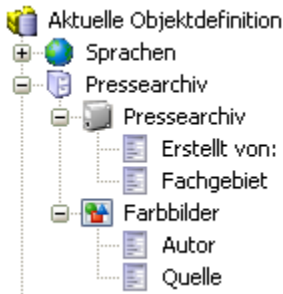 Aktuelle Objektdefinition
Sprachen
Pressearchiv
Pressearchiv
Erstellt von:
Fachgebiet
Farbbilder
Autor
Quelle